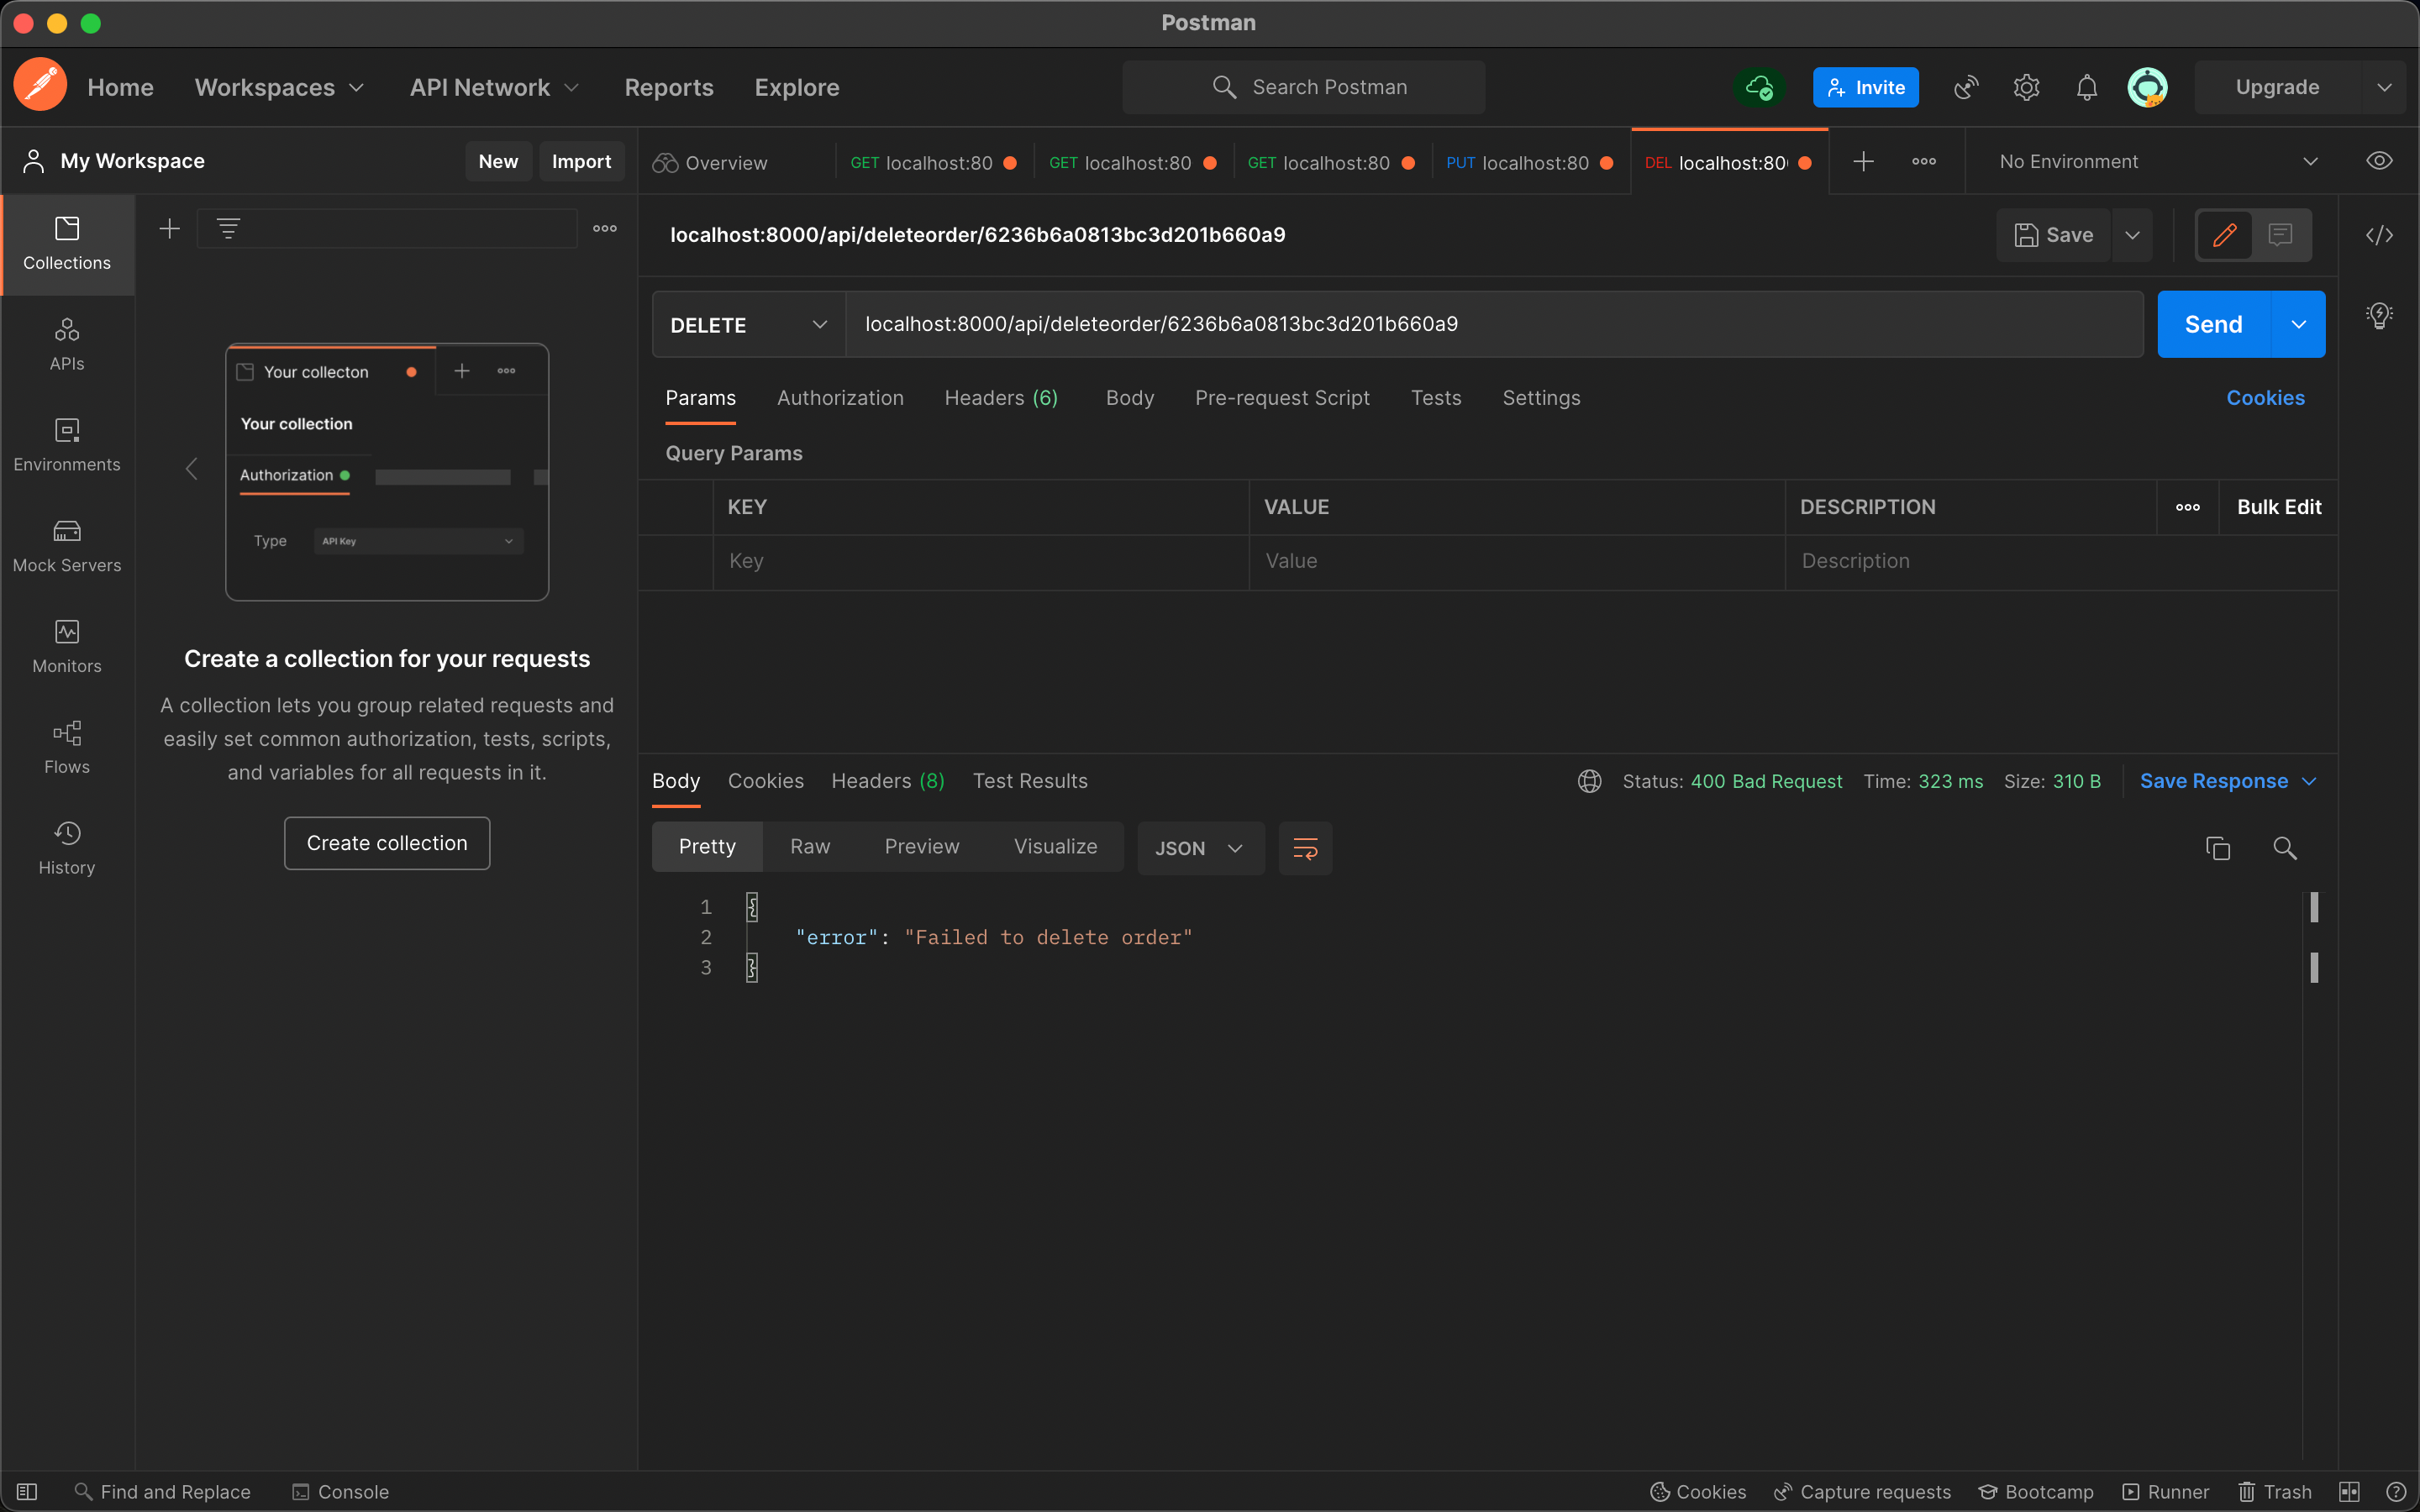 Postman
Home Workspaces API Network Reports Explore Search Postman Invite Upgrade
My Workspace New Import
Overview GET localhost:80 GET localhost:80 GET localhost:80 PUT localhost:80 DEL localhost:80 No Environment
Collections
APIs
Environments
Mock Servers
Monitors
Flows
History
Your collecton
Your collection
Authorization
Type API Key
Create a collection for your requests
A collection lets you group related requests and
easily set common authorization, tests, scripts,
and variables for all requests in it.
Create collection
localhost:8000/api/deleteorder/6236b6a0813bc3d201b660a9 Save
DELETE localhost:8000/api/deleteorder/6236b6a0813bc3d201b660a9 Send
Params Authorization Headers (6) Body Pre-request Script Tests Settings Cookies
Query Params
KEY VALUE DESCRIPTION Bulk Edit
Key Value Description
Body Cookies Headers (8) Test Results Status: 400 Bad Request Time: 323 ms Size: 310 B Save Response
Pretty Raw Preview Visualize JSON
1 {
2 "error": "Failed to delete order"
3 }
Find and Replace Console Cookies Capture requests Bootcamp Runner Trash